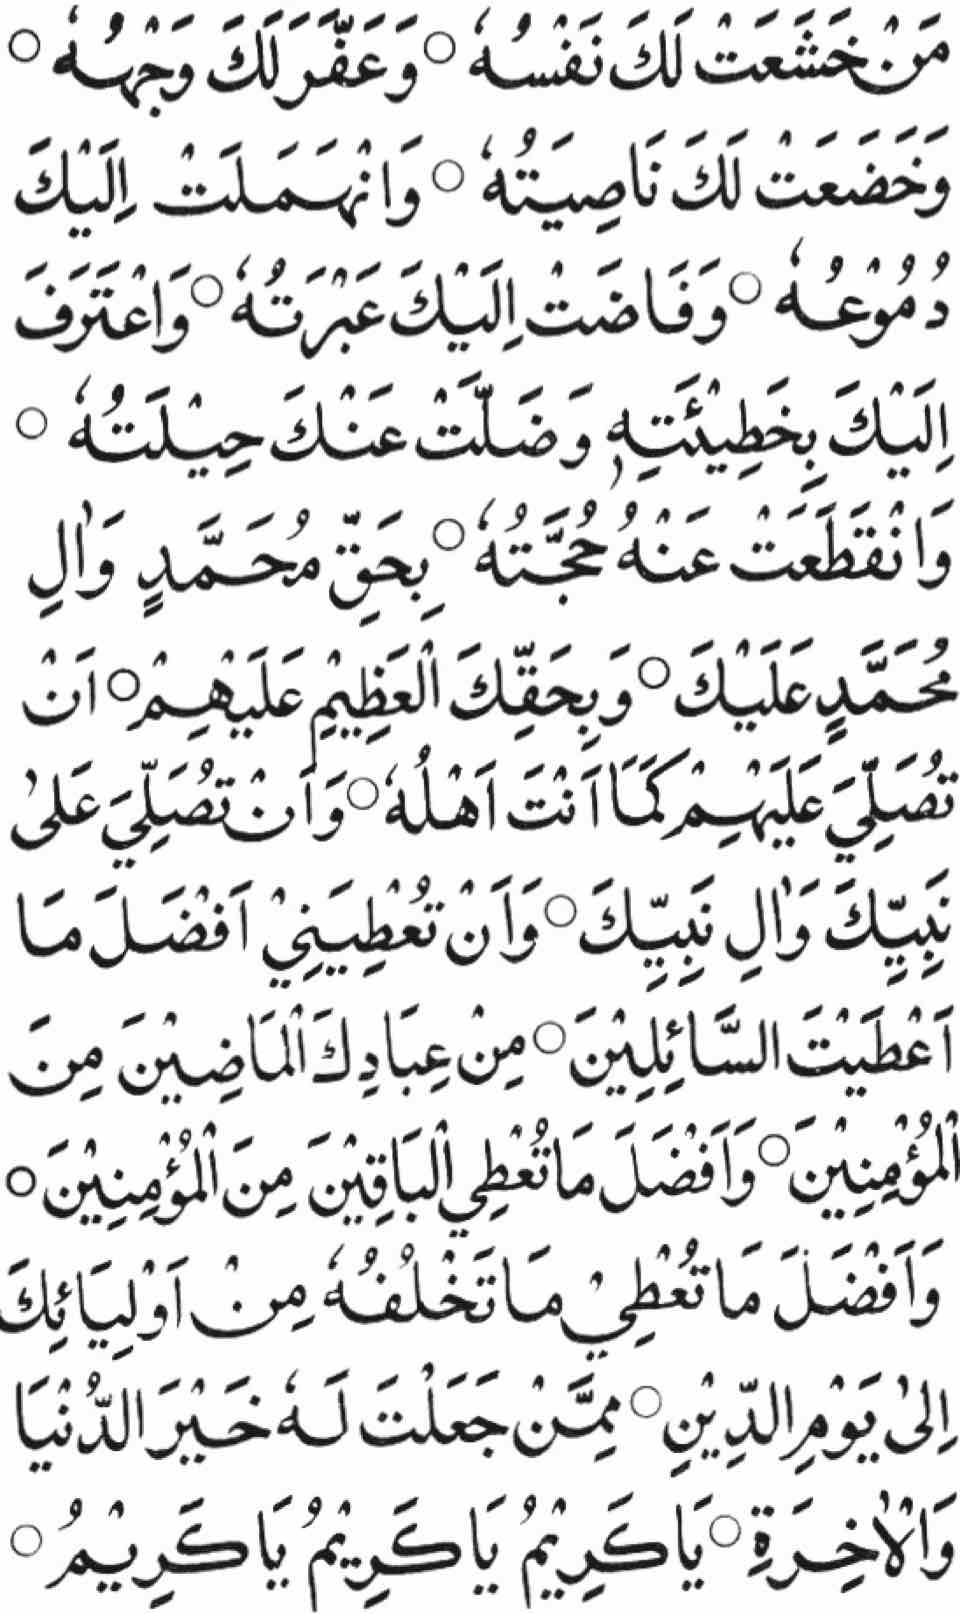 مَنْ خَشَعَتْ لَكَ نَفْسُهٗ ○ وَعَفَّرَ لَكَ وَجْهُهٗ ○
وَخَضَعَتْ لَكَ نَاصِيَتُهٗ ○ وَانْهَمَلَتْ اِلَيْكَ
دُمُوْعُهٗ ○ وَفَاضَتْ اِلَيْكَ عَبْرَتُهٗ ○ وَاعْتَرَفَ
اِلَيْكَ بِخَطِيْئَتِهٖ وَضَلَّتْ عَنْكَ حِيْلَتُهٗ ○
وَانْقَطَعَتْ عَنْهُ حُجَّتُهٗ ○ بِحَقِّ مُحَمَّدٍ وَاٰلِ
مُحَمَّدٍ عَلَيْكَ ○ وَبِحَقِّكَ الْعَظِيْمِ عَلَيْهِمْ ○ اَنْ
تُصَلِّيَ عَلَيْهِمْ كَمَا اَنْتَ اَهْلُهٗ ○ وَاَنْ تُصَلِّيَ عَلٰى
نَبِيِّكَ وَاٰلِ نَبِيِّكَ ○ وَاَنْ تُعْطِيَنِيْ اَفْضَلَ مَا
اَعْطَيْتَ السَّائِلِيْنَ ○ مِنْ عِبَادِكَ الْمَاضِيْنَ مِنَ
الْمُؤْمِنِيْنَ ○ وَاَفْضَلَ مَا تُعْطِي الْبَاقِيْنَ مِنَ الْمُؤْمِنِيْنَ ○
وَاَفْضَلَ مَا تُعْطِيْ مَا تَخْلُفُهٗ مِنْ اَوْلِيَائِكَ
اِلٰى يَوْمِ الدِّيْنِ ○ مِمَّنْ جَعَلْتَ لَهٗ خَيْرَ الدُّنْيَا
وَالْاٰخِرَةِ ○ يَا كَرِيْمُ يَا كَرِيْمُ يَا كَرِيْمُ ○